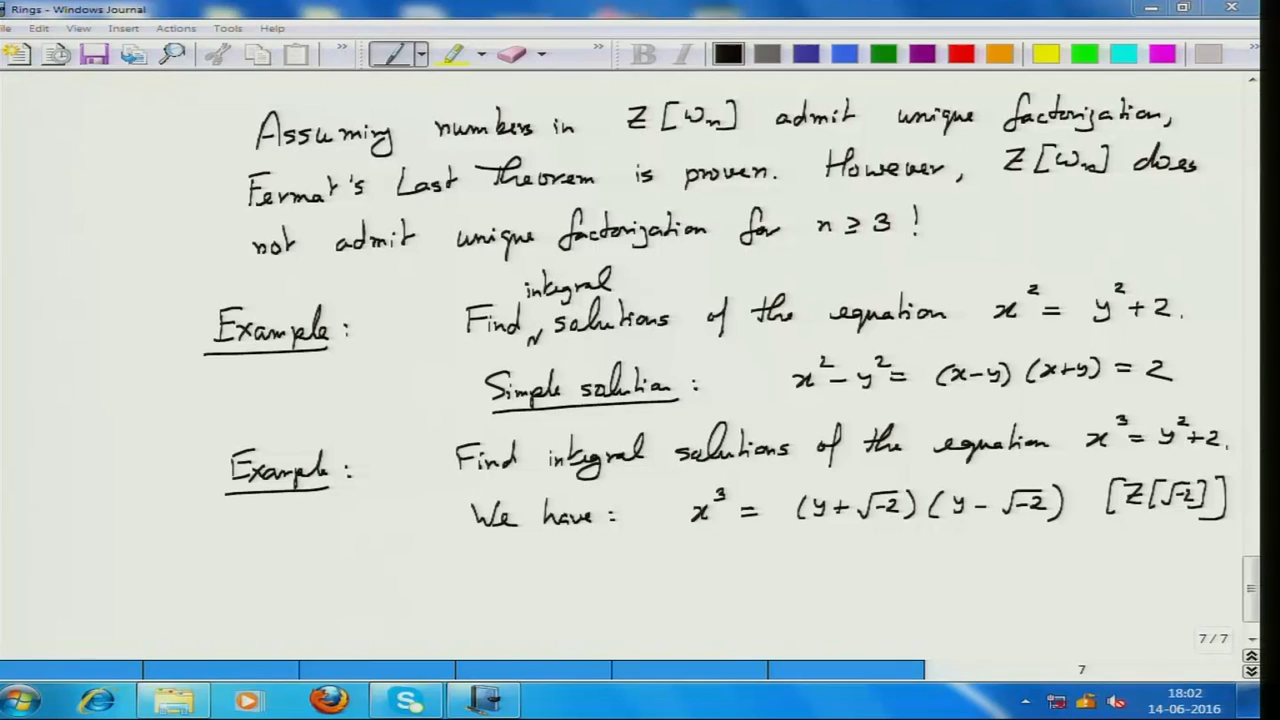 Rings - Windows Journal
File Edit View Insert Actions Tools Help
Assuming numbers in Z[ωn] admit unique factorization,
Fermat's Last Theorem is proven. However, Z[ωn] does
not admit unique factorization for n ≥ 3 !
integral
Example : Find solutions of the equation x² = y² + 2.
Simple solution : x² - y² = (x-y) (x+y) = 2
Example : Find integral solutions of the equation x³ = y² + 2.
We have : x³ = (y + √-2) (y - √-2) [Z[√-2]]
7 / 7
7
18:02
14-06-2016